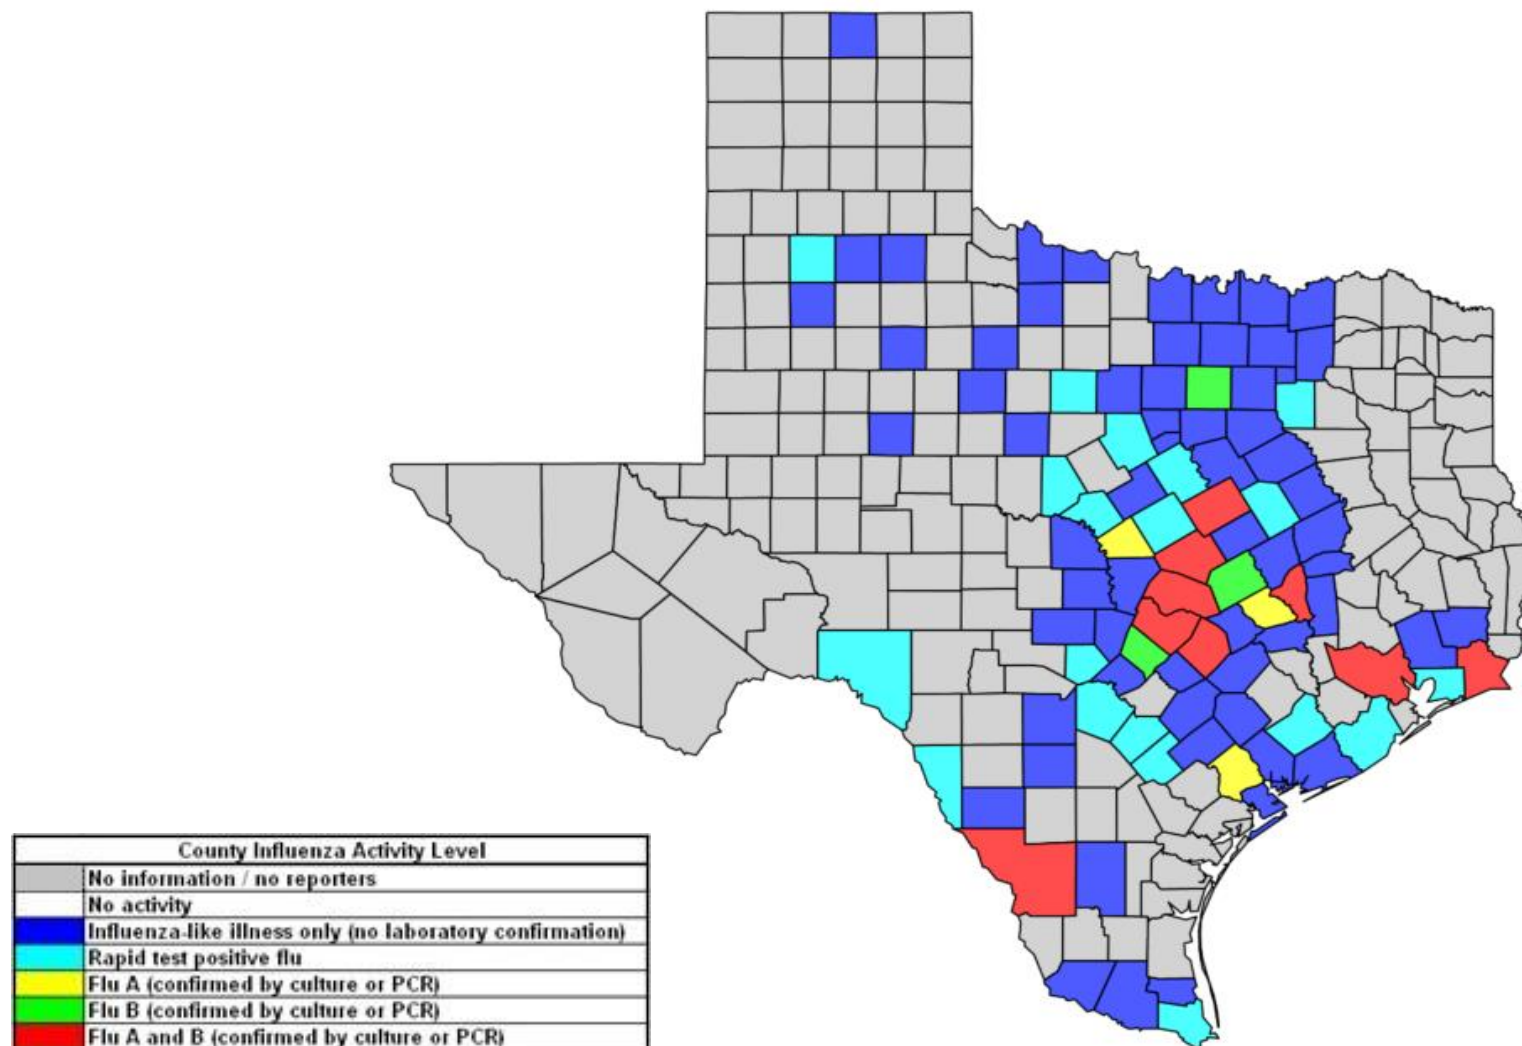 County Influenza Activity Level
No information / no reporters
No activity
Influenza-like illness only (no laboratory confirmation)
Rapid test positive flu
Flu A (confirmed by culture or PCR)
Flu B (confirmed by culture or PCR)
Flu A and B (confirmed by culture or PCR)